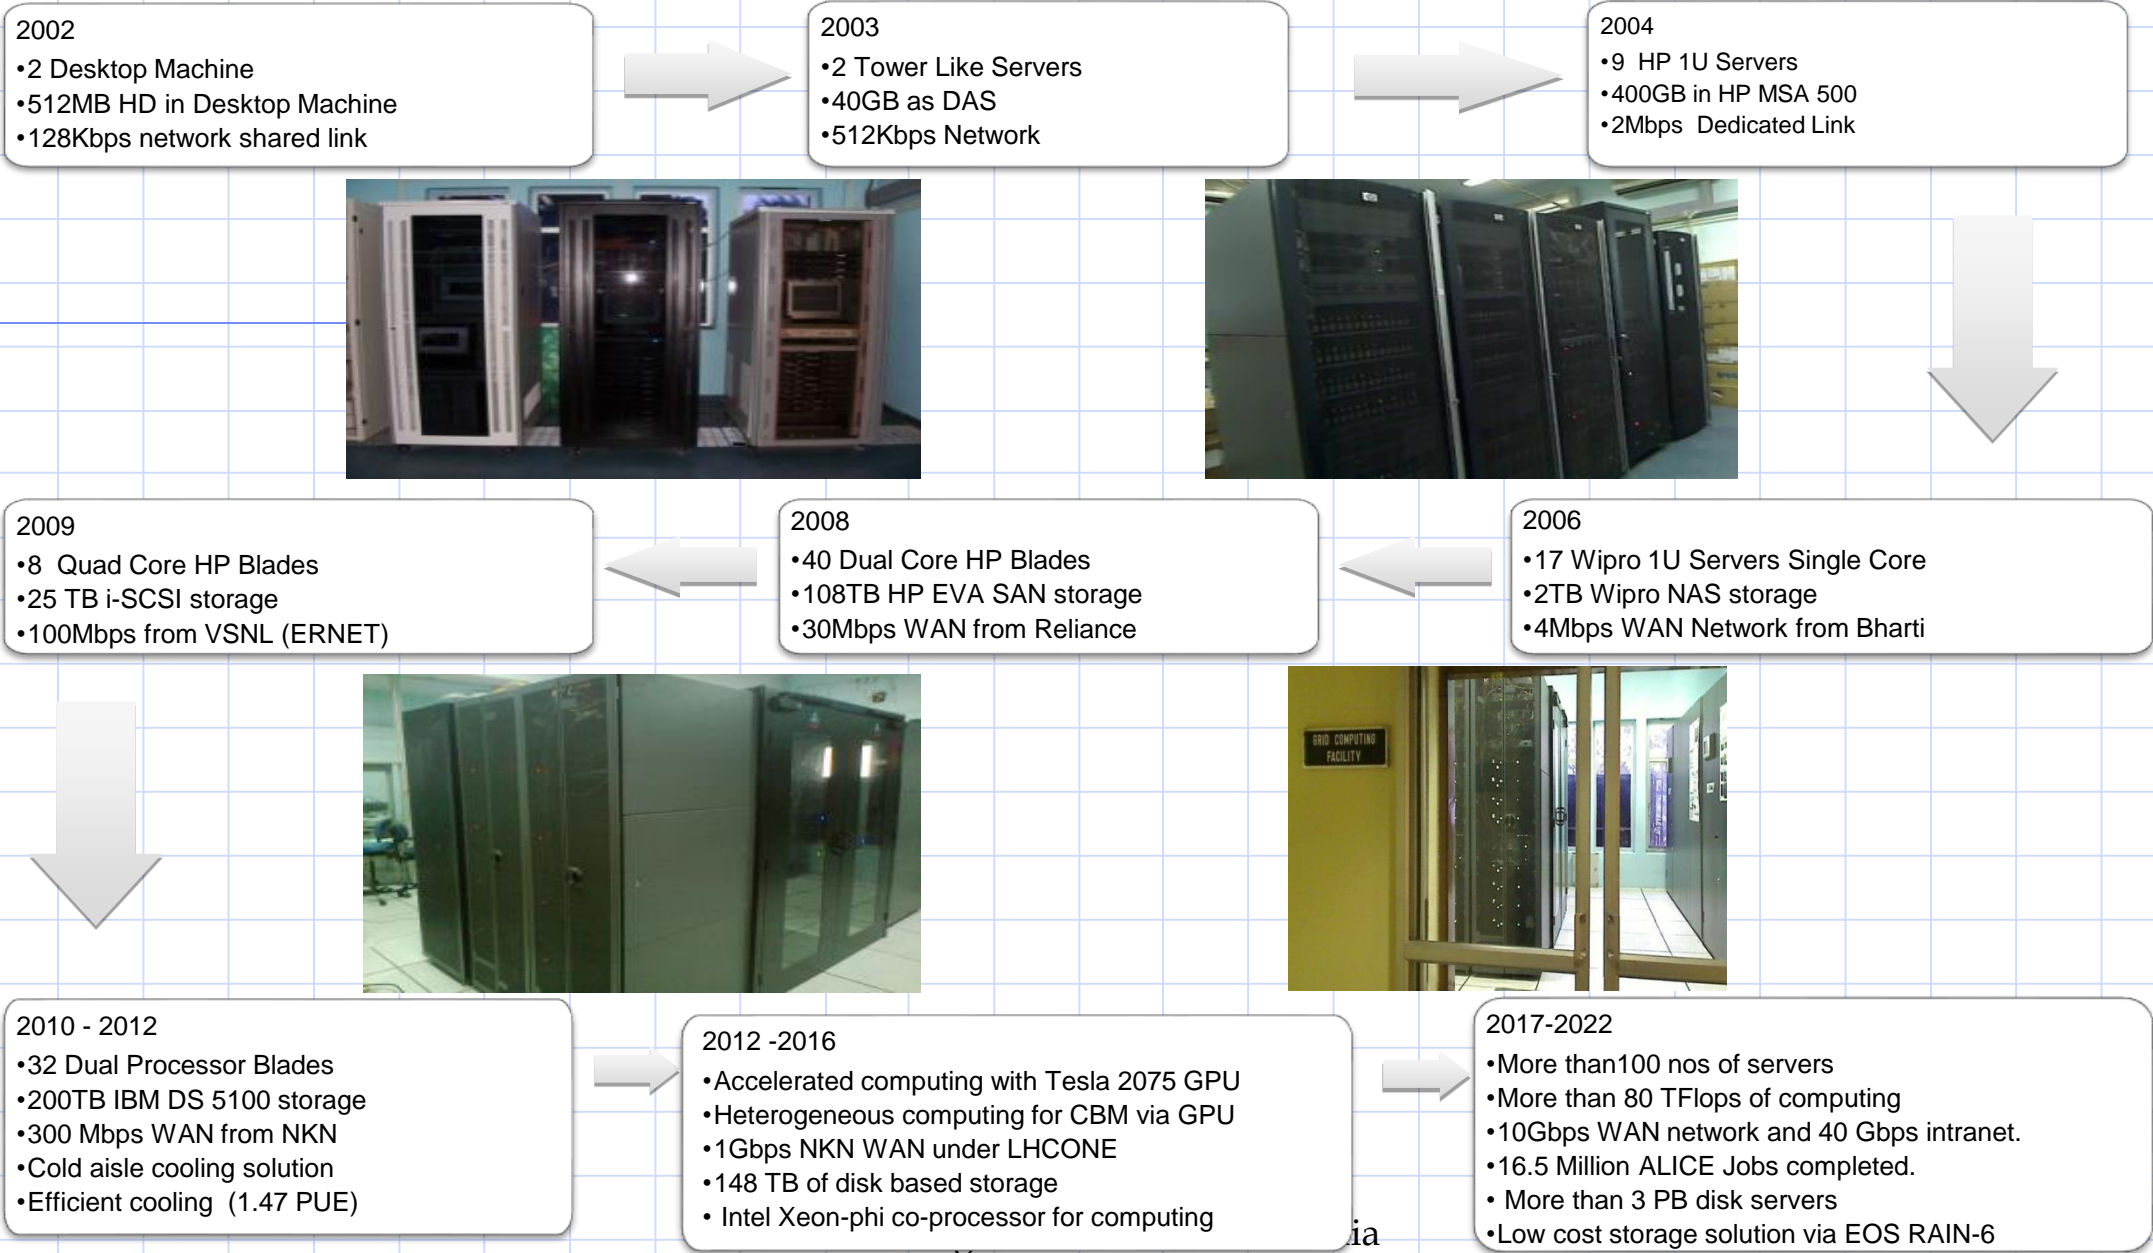 2002
•2 Desktop Machine
•512MB HD in Desktop Machine
•128Kbps network shared link
2003
•2 Tower Like Servers
•40GB as DAS
•512Kbps Network
2004
•9 HP 1U Servers
•400GB in HP MSA 500
•2Mbps Dedicated Link
2006
•17 Wipro 1U Servers Single Core
•2TB Wipro NAS storage
•4Mbps WAN Network from Bharti
2008
•40 Dual Core HP Blades
•108TB HP EVA SAN storage
•30Mbps WAN from Reliance
2009
•8 Quad Core HP Blades
•25 TB i-SCSI storage
•100Mbps from VSNL (ERNET)
GRID COMPUTING
FACILITY
2010 - 2012
•32 Dual Processor Blades
•200TB IBM DS 5100 storage
•300 Mbps WAN from NKN
•Cold aisle cooling solution
•Efficient cooling (1.47 PUE)
2012 -2016
•Accelerated computing with Tesla 2075 GPU
•Heterogeneous computing for CBM via GPU
•1Gbps NKN WAN under LHCONE
•148 TB of disk based storage
• Intel Xeon-phi co-processor for computing
2017-2022
•More than100 nos of servers
•More than 80 TFlops of computing
•10Gbps WAN network and 40 Gbps intranet.
•16.5 Million ALICE Jobs completed.
• More than 3 PB disk servers
•Low cost storage solution via EOS RAIN-6